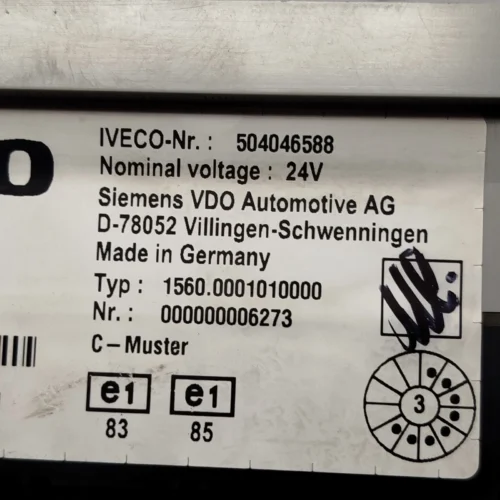 IVECO-Nr. : 504046588
Nominal voltage : 24V
Siemens VDO Automotive AG
D-78052 Villingen-Schwenningen
Made in Germany
Typ : 1560.0001010000
Nr. : 000000006273
C-Muster
e1 e1
83 85
3